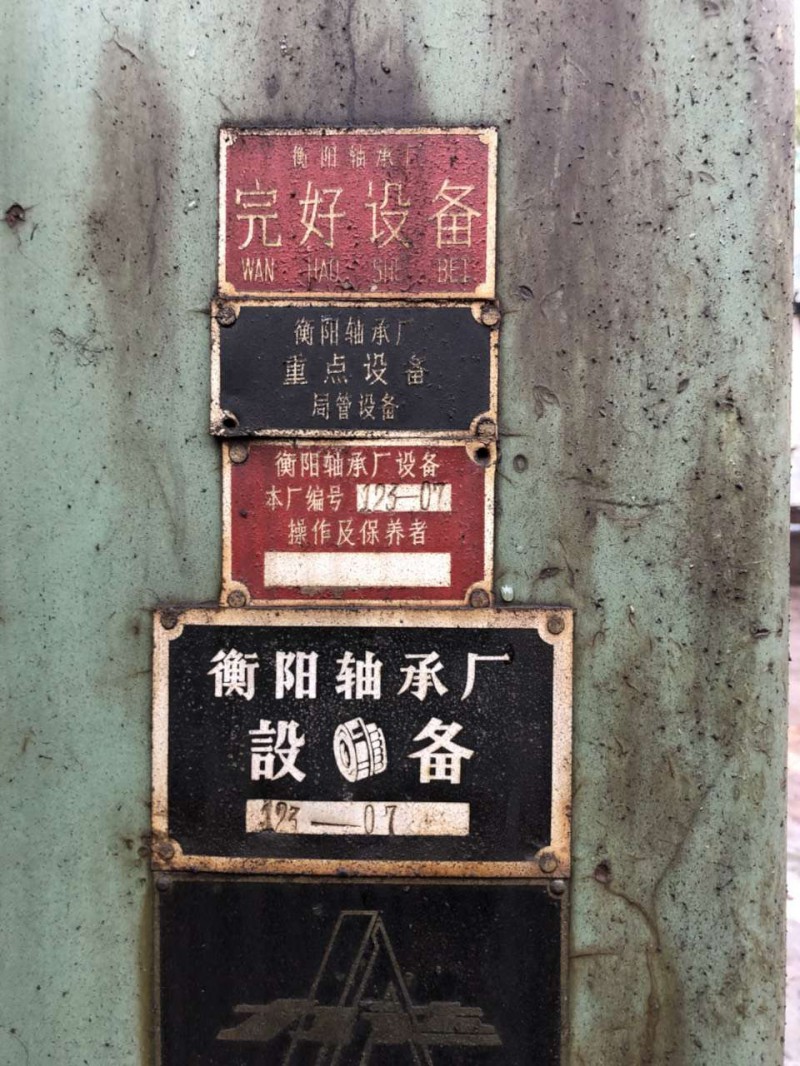 衡阳轴承厂
完好设备
WAN HAO SHE BEI
衡阳轴承厂
重点设备
局管设备
衡阳轴承厂设备
本厂编号 123-07
操作及保养者
衡阳轴承厂
設备
123-07